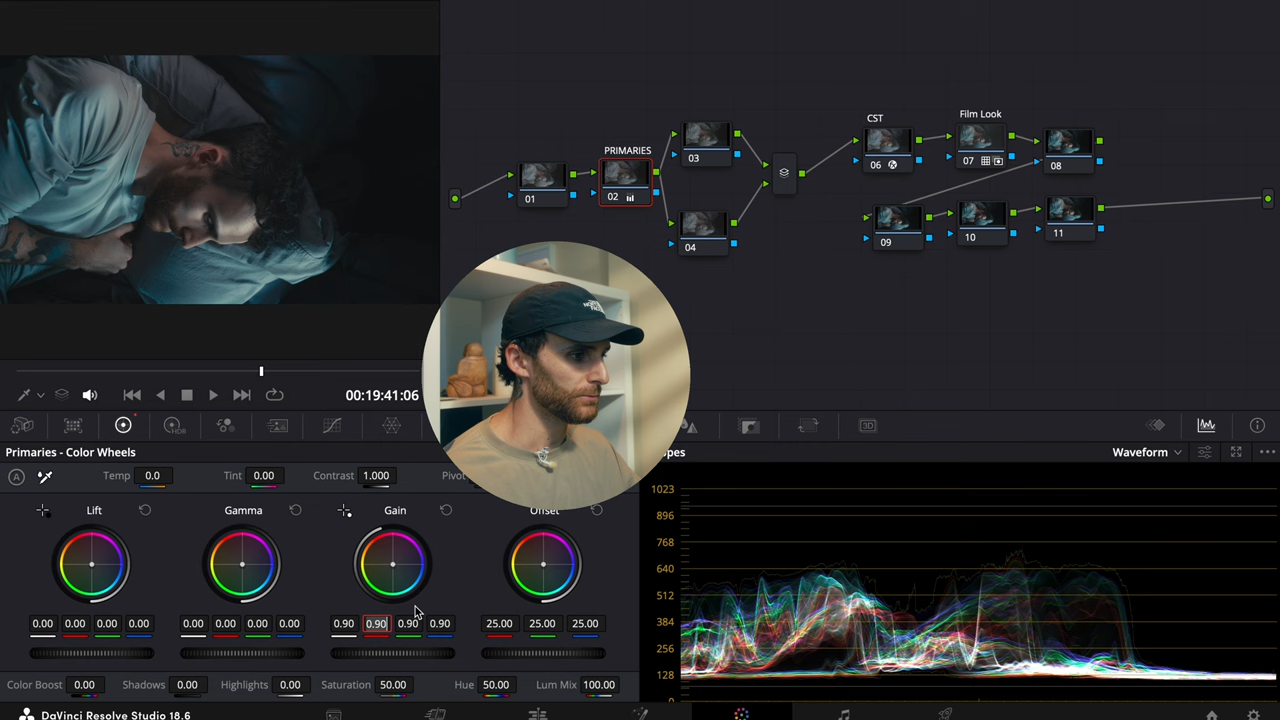 CST
Film Look
PRIMARIES
01
02
03
04
06
07
08
09
10
11
00:19:41:06
HDR
3D
Primaries - Color Wheels
Waveform
A
Temp 0.0
Tint 0.00
Contrast 1.000
Lift
Gamma
Gain
Offset
0.00 0.00 0.00 0.00
0.00 0.00 0.00 0.00
0.90 0.90 0.90 0.90
25.00 25.00 25.00
Color Boost 0.00
Shadows 0.00
Highlights 0.00
Saturation 50.00
Hue 50.00
Lum Mix 100.00
1023
896
768
640
512
384
256
128
0
DaVinci Resolve Studio 18.6